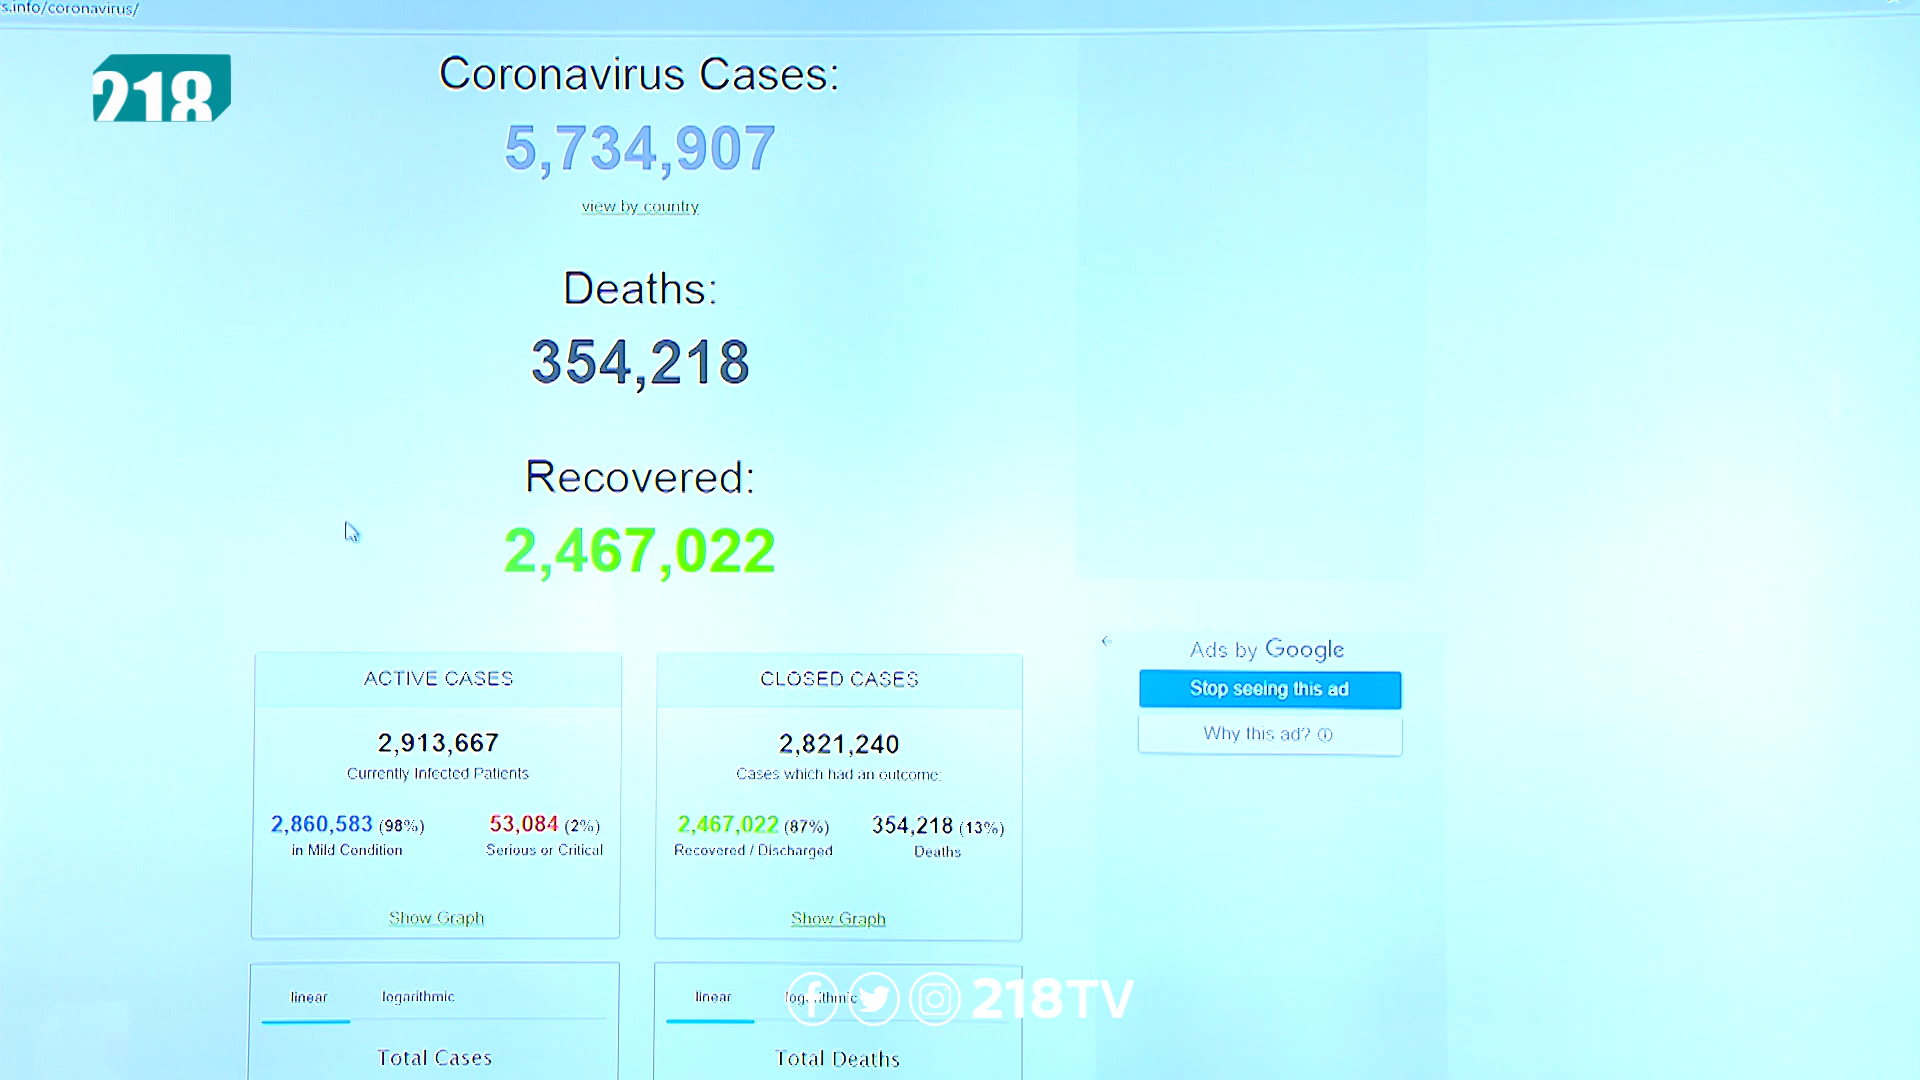 s.info/coronavirus/
218
Coronavirus Cases:
5,734,907
view by country
Deaths:
354,218
Recovered:
2,467,022
ACTIVE CASES
2,913,667
Currently Infected Patients
2,860,583 (98%)
in Mild Condition
53,084 (2%)
Serious or Critical
Show Graph
CLOSED CASES
2,821,240
Cases which had an outcome:
2,467,022 (87%)
Recovered / Discharged
354,218 (13%)
Deaths
Show Graph
Ads by Google
Stop seeing this ad
Why this ad?
linear
logarithmic
Total Cases
linear
logarithmic
Total Deaths
218TV